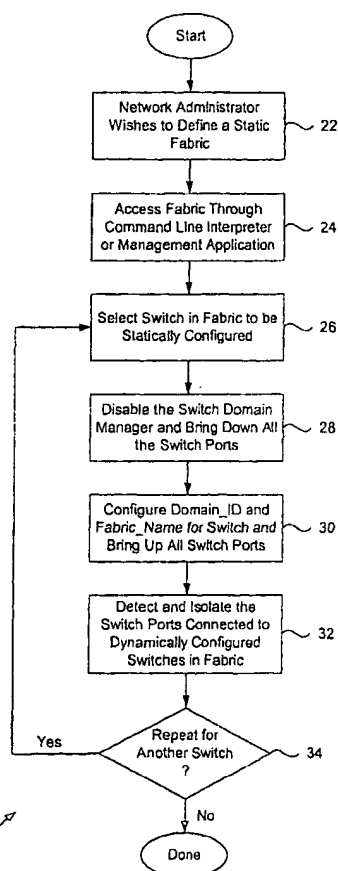 Start
Network Administrator
Wishes to Define a Static
Fabric
22
Access Fabric Through
Command Line Interpreter
or Management Application
24
Select Switch in Fabric to be
Statically Configured
26
Disable the Switch Domain
Manager and Bring Down All
the Switch Ports
28
Configure Domain_ID and
Fabric_Name for Switch and
Bring Up All Switch Ports
30
Detect and Isolate the
Switch Ports Connected to
Dynamically Configured
Switches in Fabric
32
Repeat for
Another Switch
?
34
Yes
No
Done